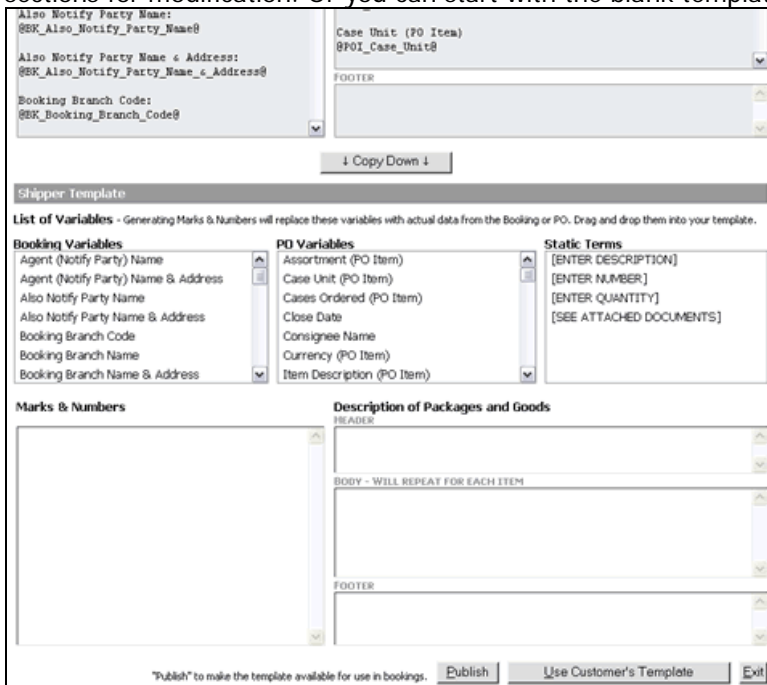 sections for modification. Or you can start with the blank templat
Also Notify Party Name:
@BK_Also_Notify_Party_Name@
Also Notify Party Name & Address:
@BK_Also_Notify_Party_Name_&_Address@
Booking Branch Code:
@BK_Booking_Branch_Code@
Case Unit (PO Item)
@POI_Case_Unit@
FOOTER
↓ Copy Down ↓
Shipper Template
List of Variables - Generating Marks & Numbers will replace these variables with actual data from the Booking or PO. Drag and drop them into your template.
Booking Variables
Agent (Notify Party) Name
Agent (Notify Party) Name & Address
Also Notify Party Name
Also Notify Party Name & Address
Booking Branch Code
Booking Branch Name
Booking Branch Name & Address
PO Variables
Assortment (PO Item)
Case Unit (PO Item)
Cases Ordered (PO Item)
Close Date
Consignee Name
Currency (PO Item)
Item Description (PO Item)
Static Terms
[ENTER DESCRIPTION]
[ENTER NUMBER]
[ENTER QUANTITY]
[SEE ATTACHED DOCUMENTS]
Marks & Numbers
Description of Packages and Goods
HEADER
BODY - WILL REPEAT FOR EACH ITEM
FOOTER
"Publish" to make the template available for use in bookings.
Publish
Use Customer's Template
Exit